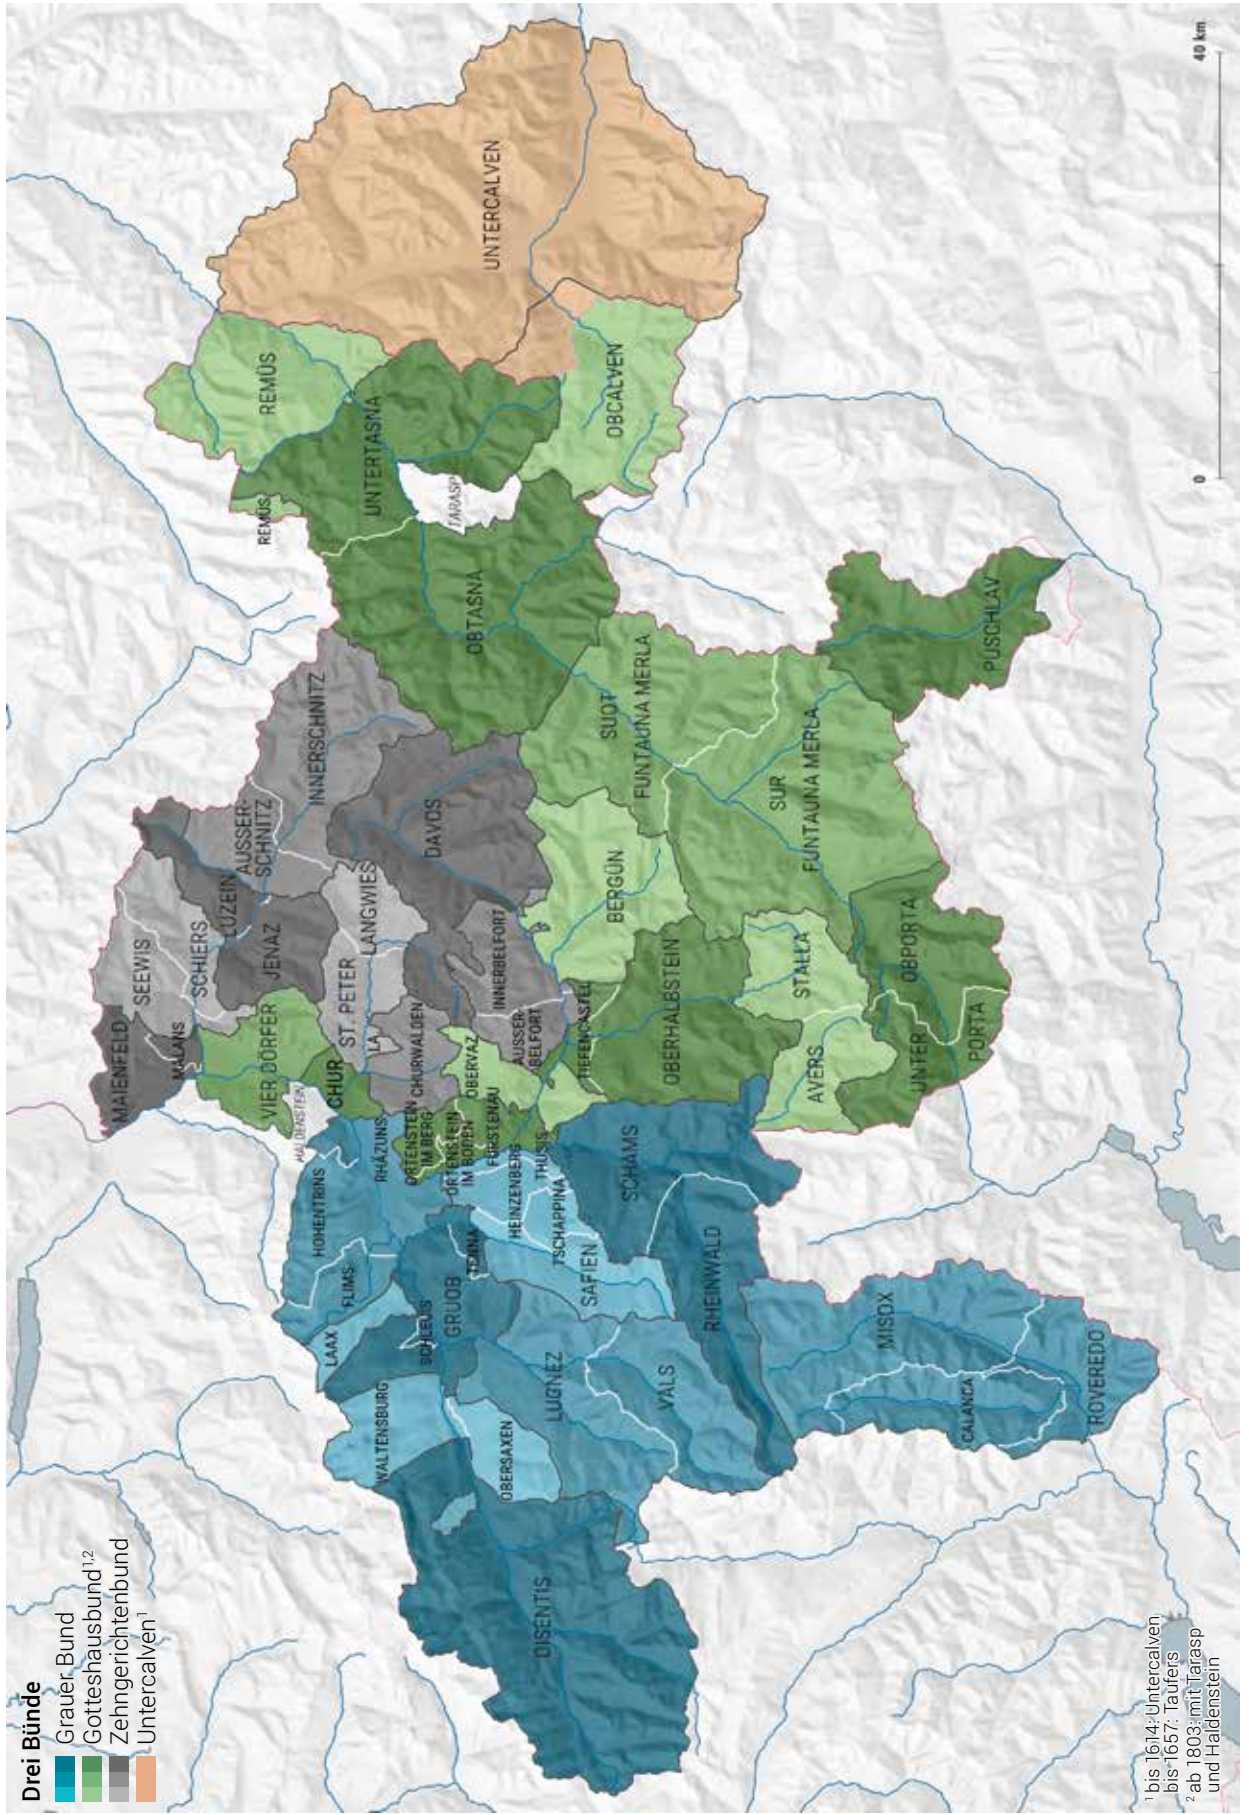 Drei Bünde
Grauer Bund
Gotteshausbund1,2
Zehngerichtenbund
Untercalven1
MAIENFELD
SEEWIS
MALANS
SCHIERS
LUZEIN
AUSSER-
SCHNITZ
INNERSCHNITZ
JENAZ
VIER DÖRFER
HALDENSTEIN
CHUR
ST. PETER
LANGWIES
LA
CHURWALDEN
DAVOS
INNERBELFORT
AUSSER-
BELFORT
OBERVAZ
TIEFENCASTEL
REMÜS
REMÜS
UNTERTASNA
TARASP
OBTASNA
UNTERCALVEN
OBCALVEN
HOHENTRINS
RHÄZUNS
FLIMS
LAAX
ORTENSTEIN
IM BERG
ORTENSTEIN
IM BODEN
FÜRSTENAU
HEINZENBERG
THUSIS
TSCHAPPINA
TENNA
SAFIEN
SCHLEUIS
GRUOB
WALTENSBURG
OBERSAXEN
LUGNEZ
VALS
DISENTIS
SCHAMS
RHEINWALD
MISOX
CALANCA
ROVEREDO
BERGÜN
OBERHALBSTEIN
STALLA
AVERS
SUOT
FUNTAUNA MERLA
SUR
FUNTAUNA MERLA
OBPORTA
UNTER
PORTA
PUSCHLAV
1 bis 1614: Untercalven
bis 1657: Taufers
2 ab 1803: mit Tarasp
und Haldenstein
0
40 km